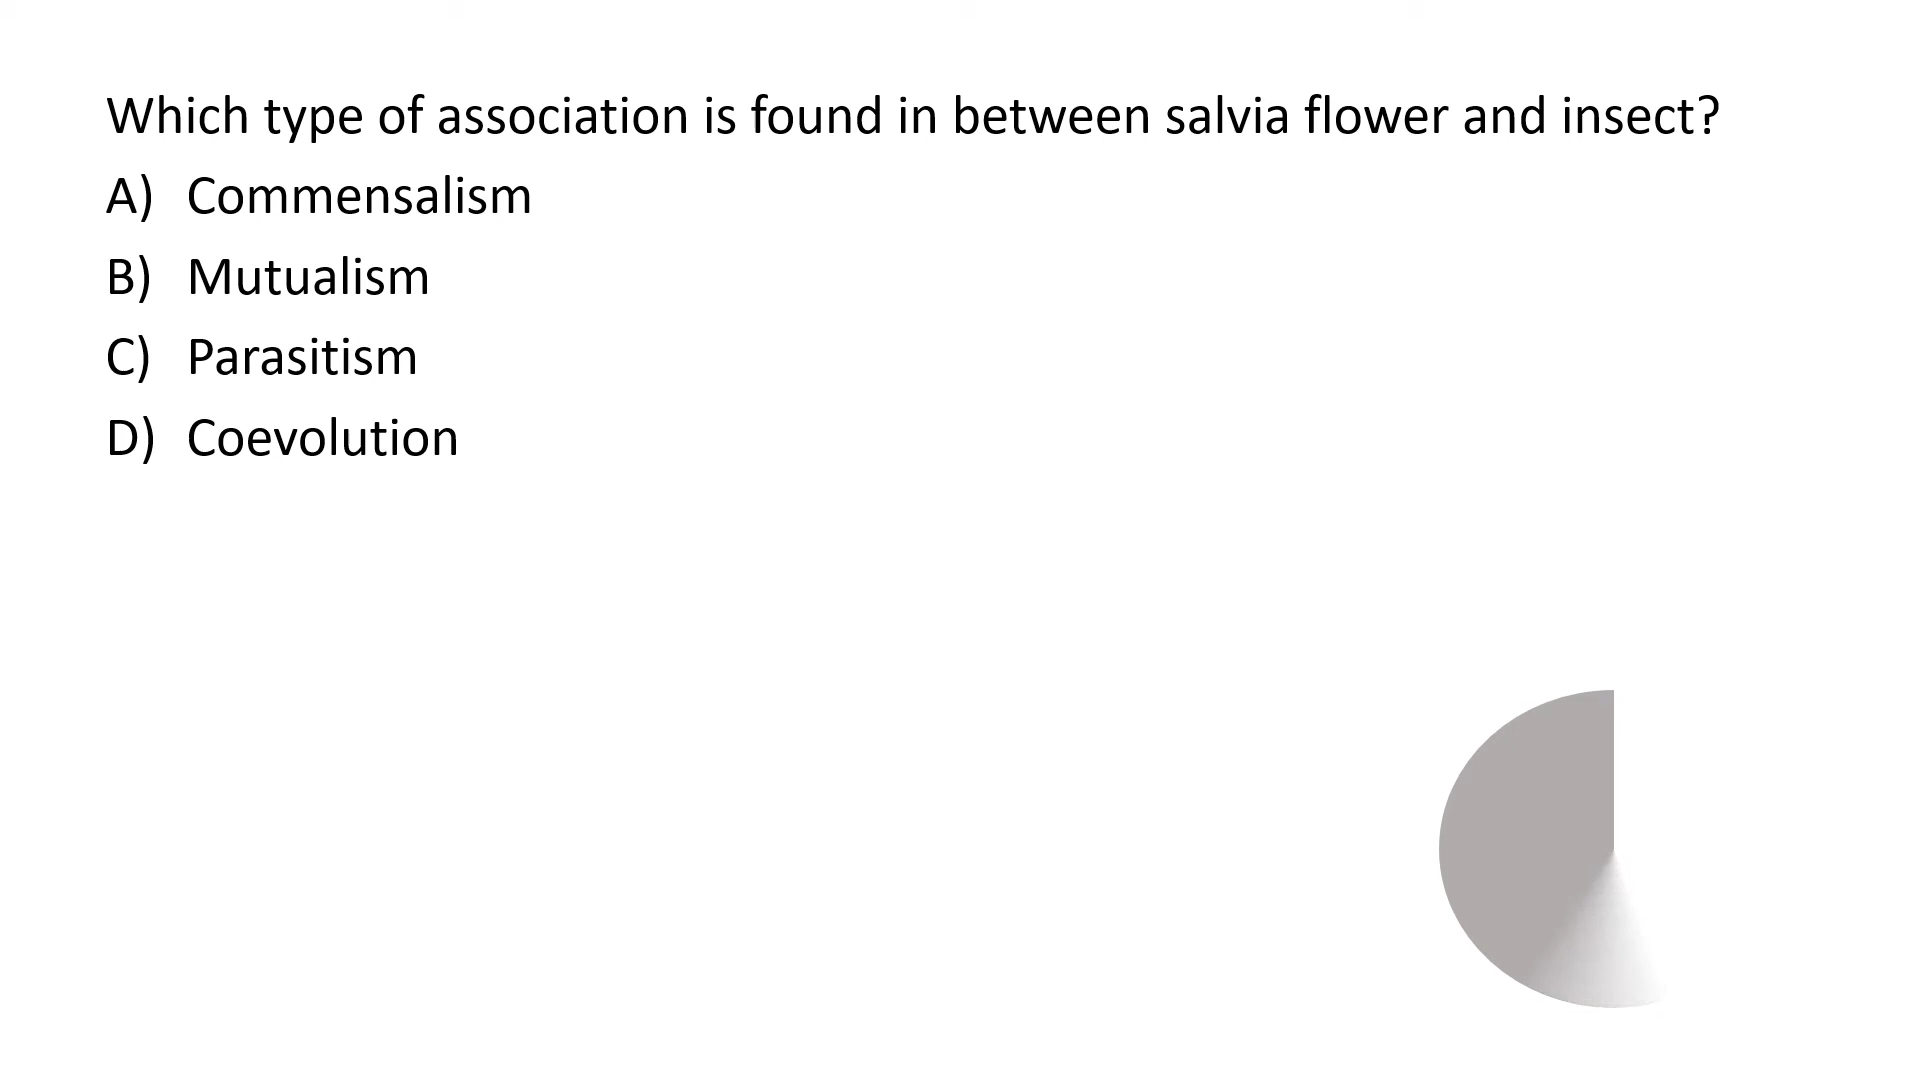 Which type of association is found in between salvia flower and insect?
A) Commensalism
B) Mutualism
C) Parasitism
D) Coevolution